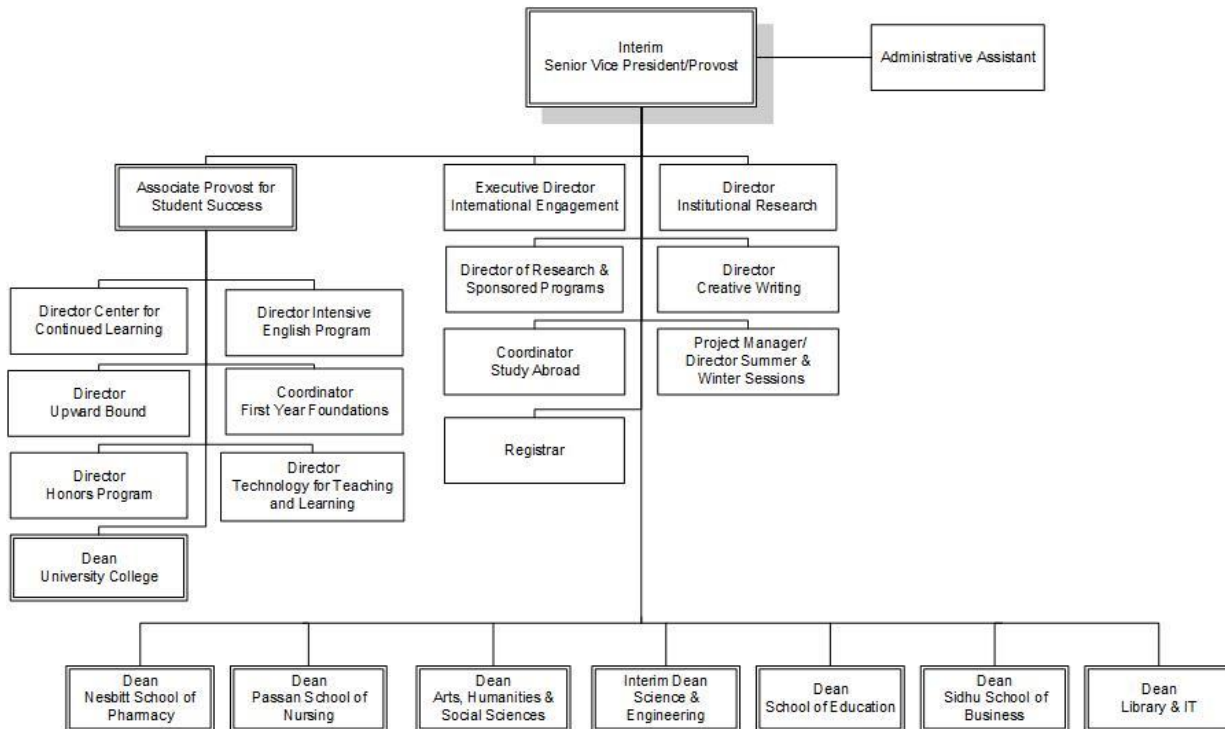 Interim
Senior Vice President/Provost
Administrative Assistant
Associate Provost for
Student Success
Executive Director
International Engagement
Director
Institutional Research
Director of Research &
Sponsored Programs
Director
Creative Writing
Director Center for
Continued Learning
Director Intensive
English Program
Coordinator
Study Abroad
Project Manager/
Director Summer &
Winter Sessions
Director
Upward Bound
Coordinator
First Year Foundations
Registrar
Director
Honors Program
Director
Technology for Teaching
and Learning
Dean
University College
Dean
Nesbitt School of
Pharmacy
Dean
Passan School of
Nursing
Dean
Arts, Humanities &
Social Sciences
Interim Dean
Science &
Engineering
Dean
School of Education
Dean
Sidhu School of
Business
Dean
Library & IT